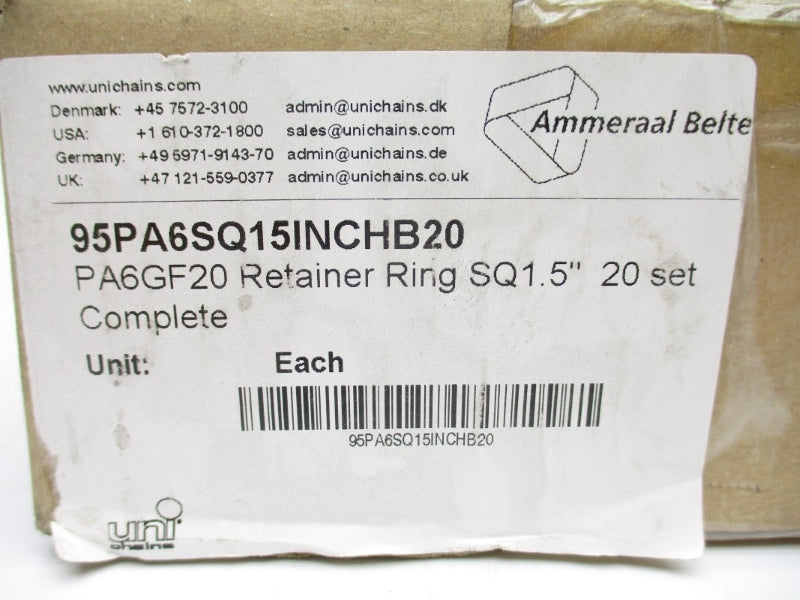 www.unichains.com
Denmark: +45 7572-3100 admin@unichains.dk
USA: +1 610-372-1800 sales@unichains.com
Germany: +49 5971-9143-70 admin@unichains.de
UK: +47 121-559-0377 admin@unichains.co.uk
Ammeraal Belte
95PA6SQ15INCHB20
PA6GF20 Retainer Ring SQ1.5" 20 set
Complete
Unit: Each
95PA6SQ15INCHB20
uni
chains